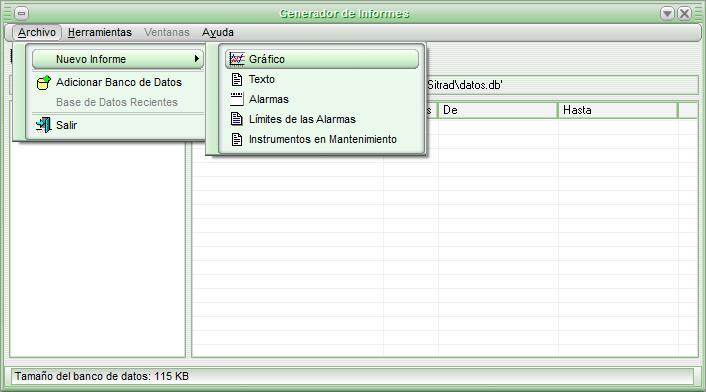 Generador de Informes
Archivo Herramientas Ventanas Ayuda
Nuevo Informe
Adicionar Banco de Datos
Base de Datos Recientes
Salir
Gráfico
Texto
Alarmas
Límites de las Alarmas
Instrumentos en Mantenimiento
Sitrad\datos.db'
De Hasta
Tamaño del banco de datos: 115 KB